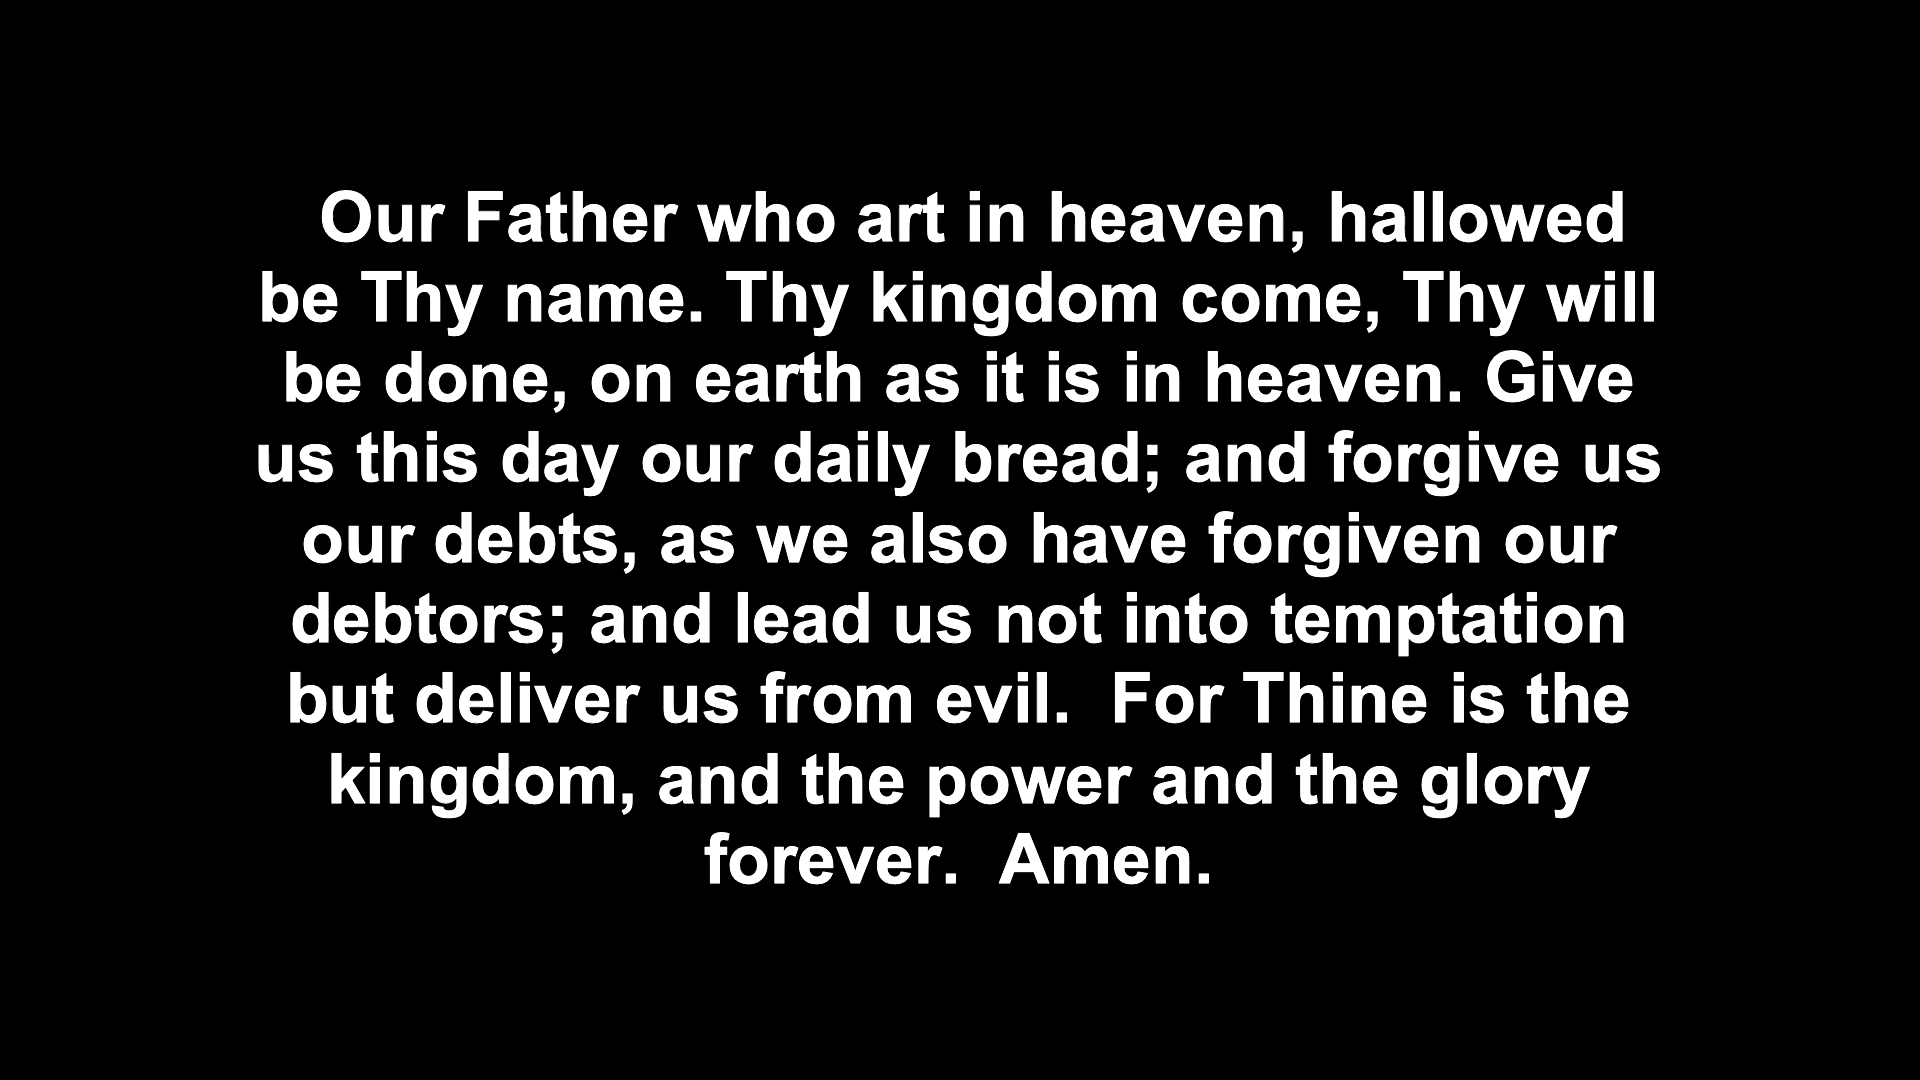 Our Father who art in heaven, hallowed
be Thy name. Thy kingdom come, Thy will
be done, on earth as it is in heaven. Give
us this day our daily bread; and forgive us
our debts, as we also have forgiven our
debtors; and lead us not into temptation
but deliver us from evil.  For Thine is the
kingdom, and the power and the glory
forever.  Amen.